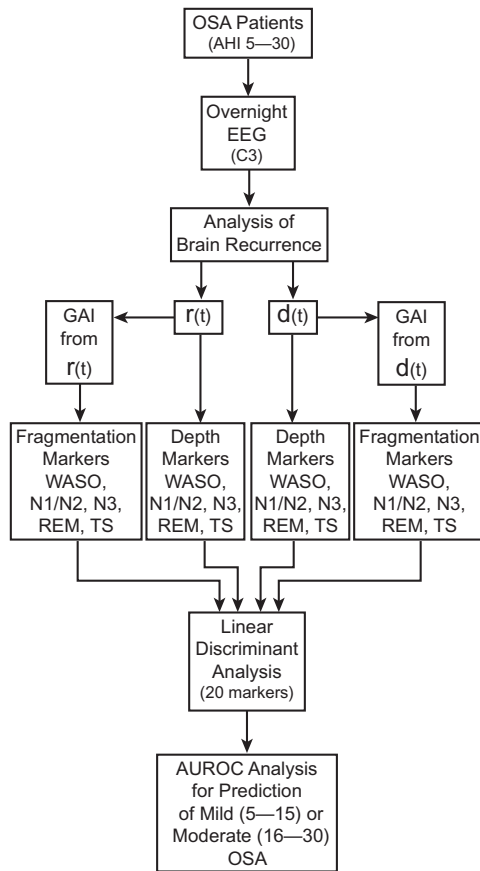 OSA Patients
(AHI 5—30)
Overnight
EEG
(C3)
Analysis of
Brain Recurrence
GAI
from
r(t)
r(t)
d(t)
GAI
from
d(t)
Fragmentation
Markers
WASO,
N1/N2, N3,
REM, TS
Depth
Markers
WASO,
N1/N2, N3,
REM, TS
Depth
Markers
WASO,
N1/N2, N3,
REM, TS
Fragmentation
Markers
WASO,
N1/N2, N3,
REM, TS
Linear
Discriminant
Analysis
(20 markers)
AUROC Analysis
for Prediction
of Mild (5—15) or
Moderate (16—30)
OSA